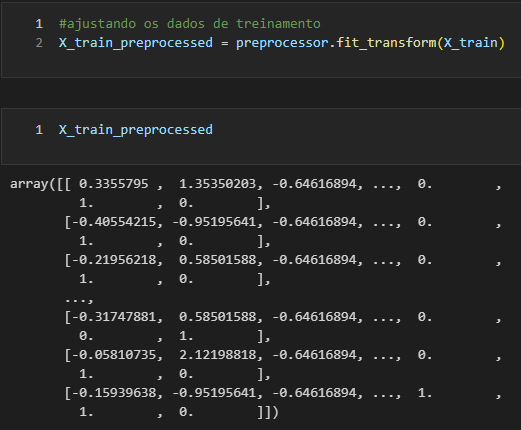 1 #ajustando os dados de treinamento
2 X_train_preprocessed = preprocessor.fit_transform(X_train)
1 X_train_preprocessed
array([[ 0.3355795 ,  1.35350203, -0.64616894, ...,  0.        ,
         1.        ,  0.        ],
       [-0.40554215, -0.95195641, -0.64616894, ...,  0.        ,
         1.        ,  0.        ],
       [-0.21956218,  0.58501588, -0.64616894, ...,  0.        ,
         1.        ,  0.        ],
       ...,
       [-0.31747881,  0.58501588, -0.64616894, ...,  0.        ,
         0.        ,  1.        ],
       [-0.05810735,  2.12198818, -0.64616894, ...,  0.        ,
         1.        ,  0.        ],
       [-0.15939638, -0.95195641, -0.64616894, ...,  1.        ,
         1.        ,  0.        ]])